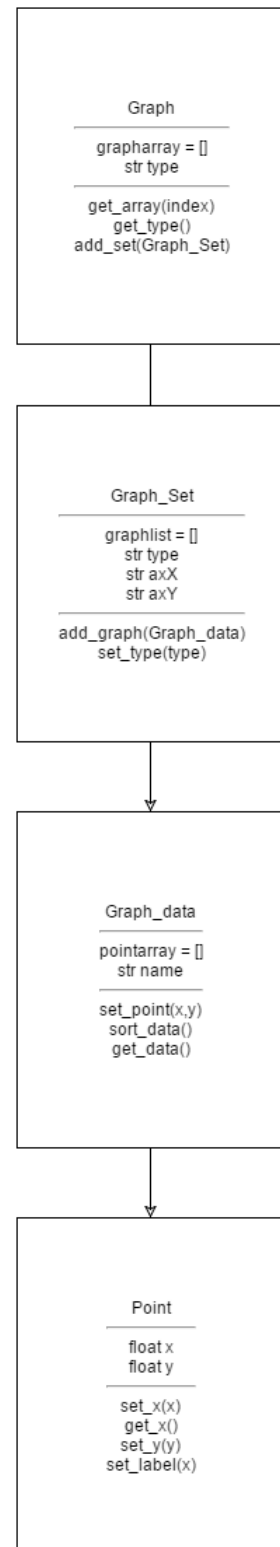 Graph
grapharray = []
str type
get_array(index)
get_type()
add_set(Graph_Set)
Graph_Set
graphlist = []
str type
str axX
str axY
add_graph(Graph_data)
set_type(type)
Graph_data
pointarray = []
str name
set_point(x,y)
sort_data()
get_data()
Point
float x
float y
set_x(x)
get_x()
set_y(y)
set_label(x)